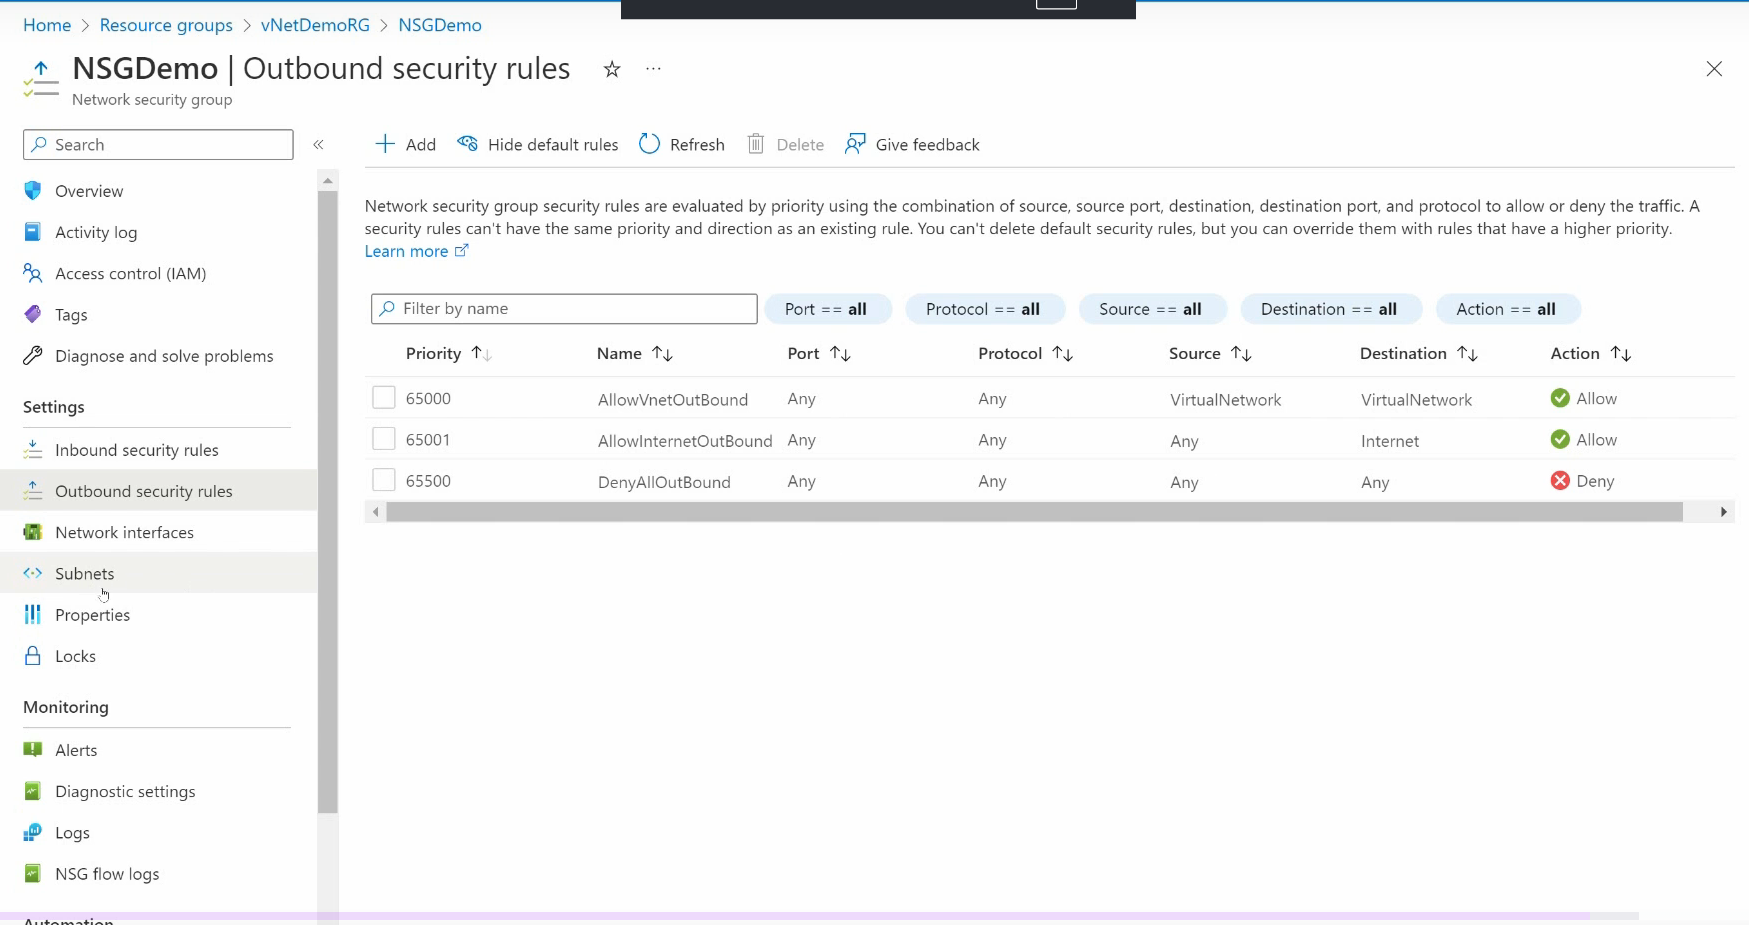 Home > Resource groups > vNetDemoRG > NSGDemo
NSGDemo | Outbound security rules
Network security group
Search
Overview
Activity log
Access control (IAM)
Tags
Diagnose and solve problems
Settings
Inbound security rules
Outbound security rules
Network interfaces
Subnets
Properties
Locks
Monitoring
Alerts
Diagnostic settings
Logs
NSG flow logs
Automation
Add Hide default rules Refresh Delete Give feedback
Network security group security rules are evaluated by priority using the combination of source, source port, destination, destination port, and protocol to allow or deny the traffic. A
security rules can't have the same priority and direction as an existing rule. You can't delete default security rules, but you can override them with rules that have a higher priority.
Learn more
Filter by name Port == all Protocol == all Source == all Destination == all Action == all
Priority Name Port Protocol Source Destination Action
65000 AllowVnetOutBound Any Any VirtualNetwork VirtualNetwork Allow
65001 AllowInternetOutBound Any Any Any Internet Allow
65500 DenyAllOutBound Any Any Any Any Deny